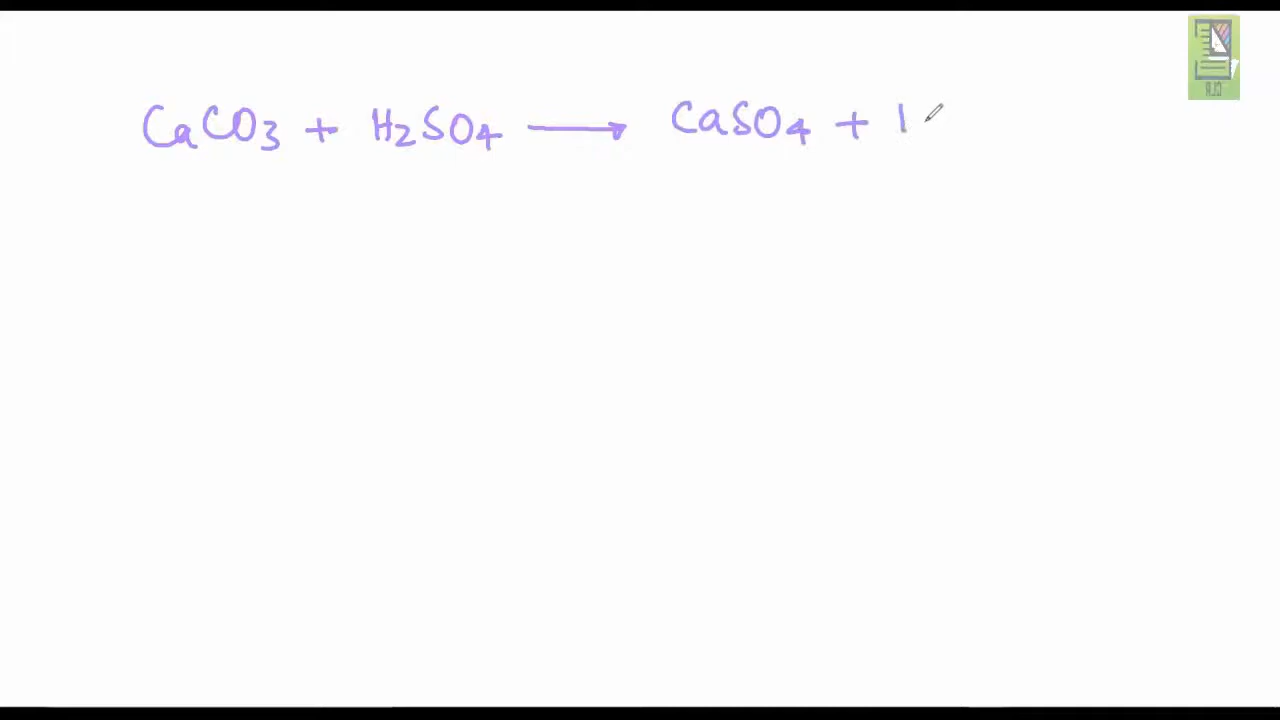 CaCO3 + H2SO4 ⟶ CaSO4 + l